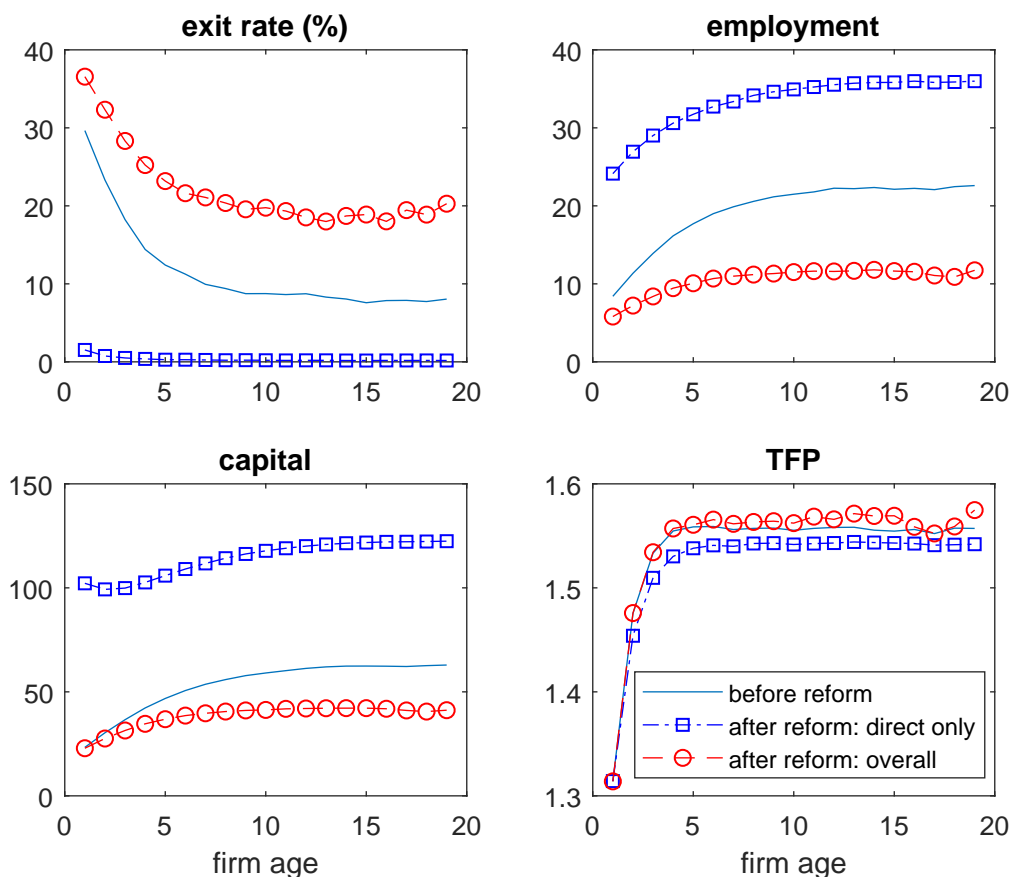 exit rate (%)
40
30
20
10
0
0 5 10 15 20
employment
40
30
20
10
0
0 5 10 15 20
capital
150
100
50
0
0 5 10 15 20
firm age
TFP
1.6
1.5
1.4
1.3
before reform
after reform: direct only
after reform: overall
0 5 10 15 20
firm age